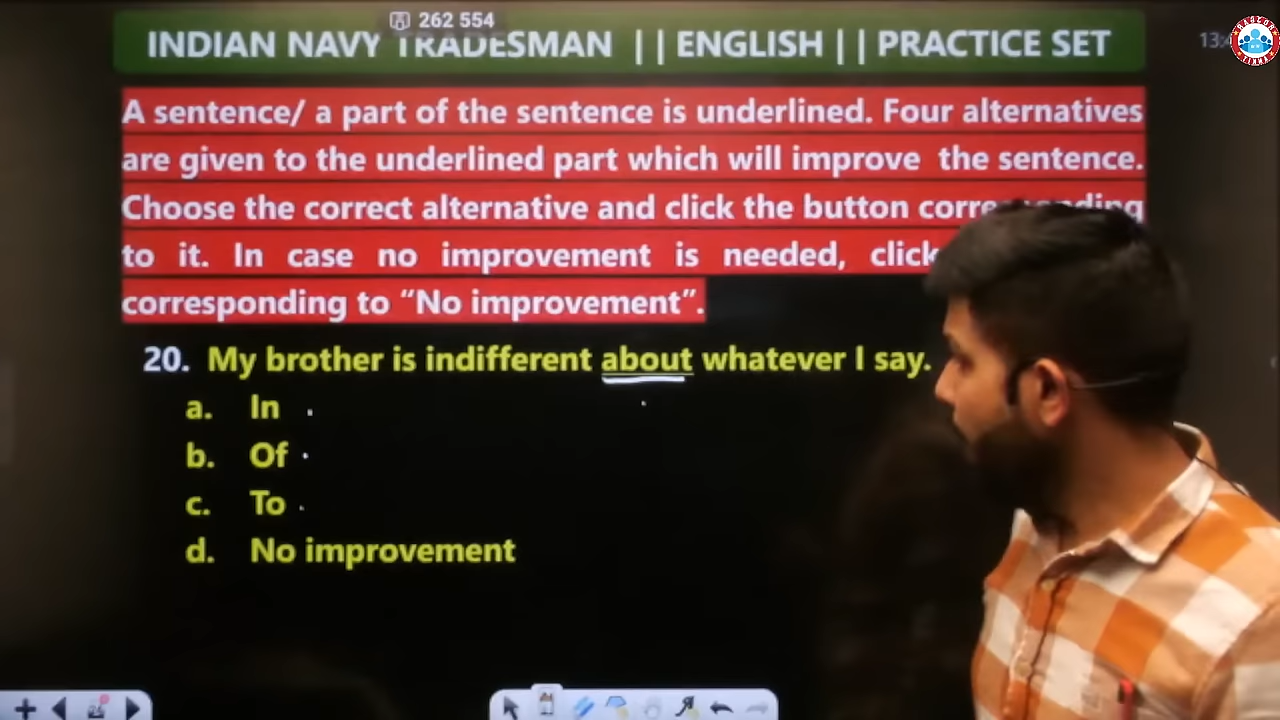 262 554
INDIAN NAVY TRADESMAN || ENGLISH || PRACTICE SET
13:
A sentence/ a part of the sentence is underlined. Four alternatives
are given to the underlined part which will improve the sentence.
Choose the correct alternative and click the button corresponding
to it. In case no improvement is needed, click
corresponding to “No improvement”.
20. My brother is indifferent about whatever I say.
a. In
b. Of
c. To
d. No improvement